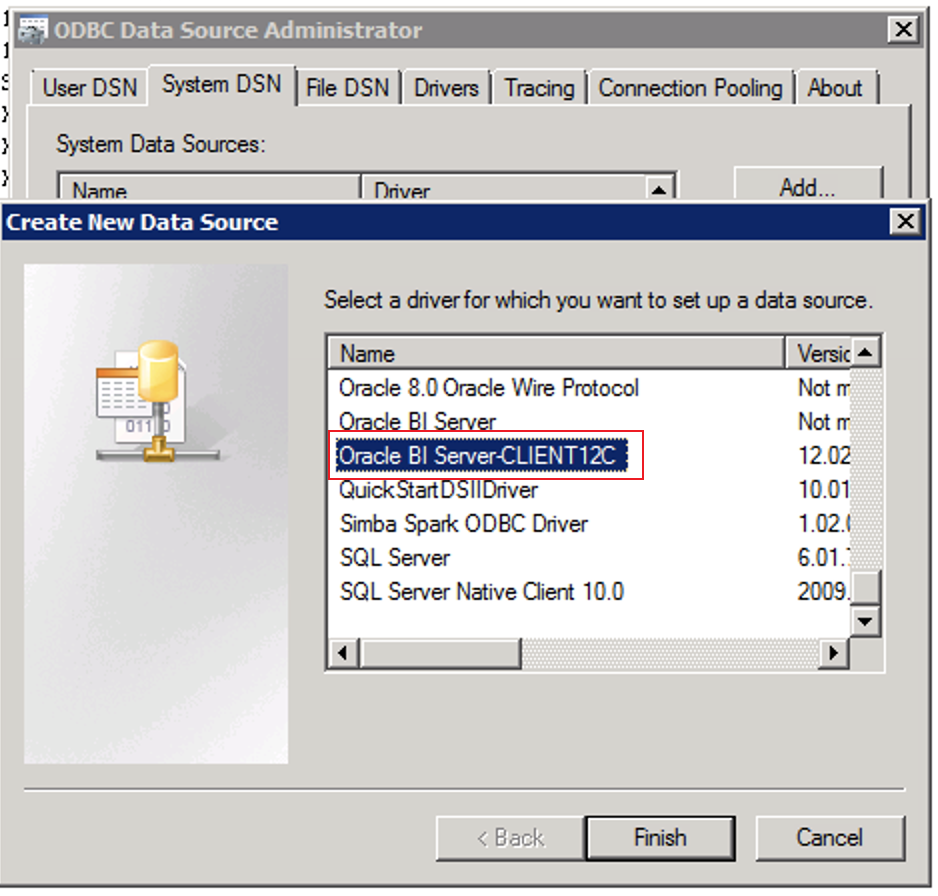 ODBC Data Source Administrator
User DSN System DSN File DSN Drivers Tracing Connection Pooling About
System Data Sources:
Name Driver Add...
Create New Data Source
Select a driver for which you want to set up a data source.
Name
Oracle 8.0 Oracle Wire Protocol Not
Oracle BI Server Not
Oracle BI Server-CLIENT12C 12.02
QuickStartDSIIDriver 10.01
Simba Spark ODBC Driver 1.02.
SQL Server 6.01.
SQL Server Native Client 10.0 2009.
01110
< Back Finish Cancel